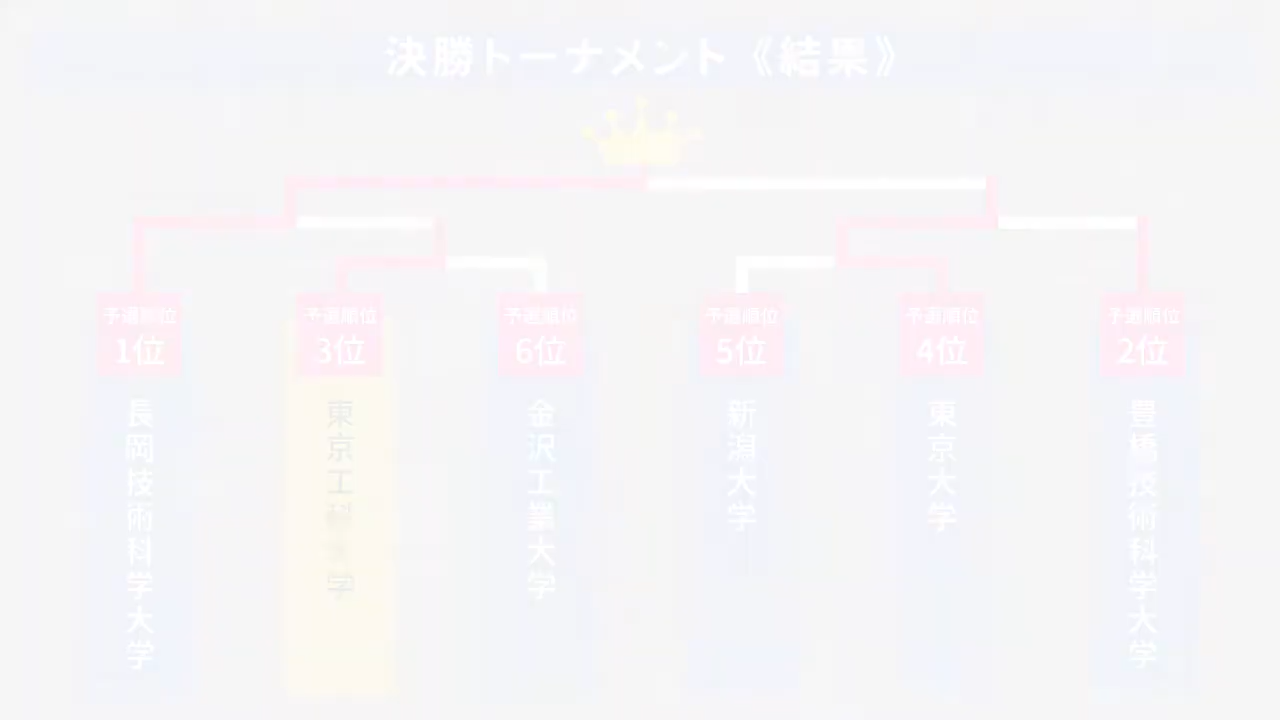 決勝トーナメント《結果》
予選順位
1位
長岡技術科学大学
予選順位
3位
東京工科大学
予選順位
6位
金沢工業大学
予選順位
5位
新潟大学
予選順位
4位
東京大学
予選順位
2位
豊橋技術科学大学